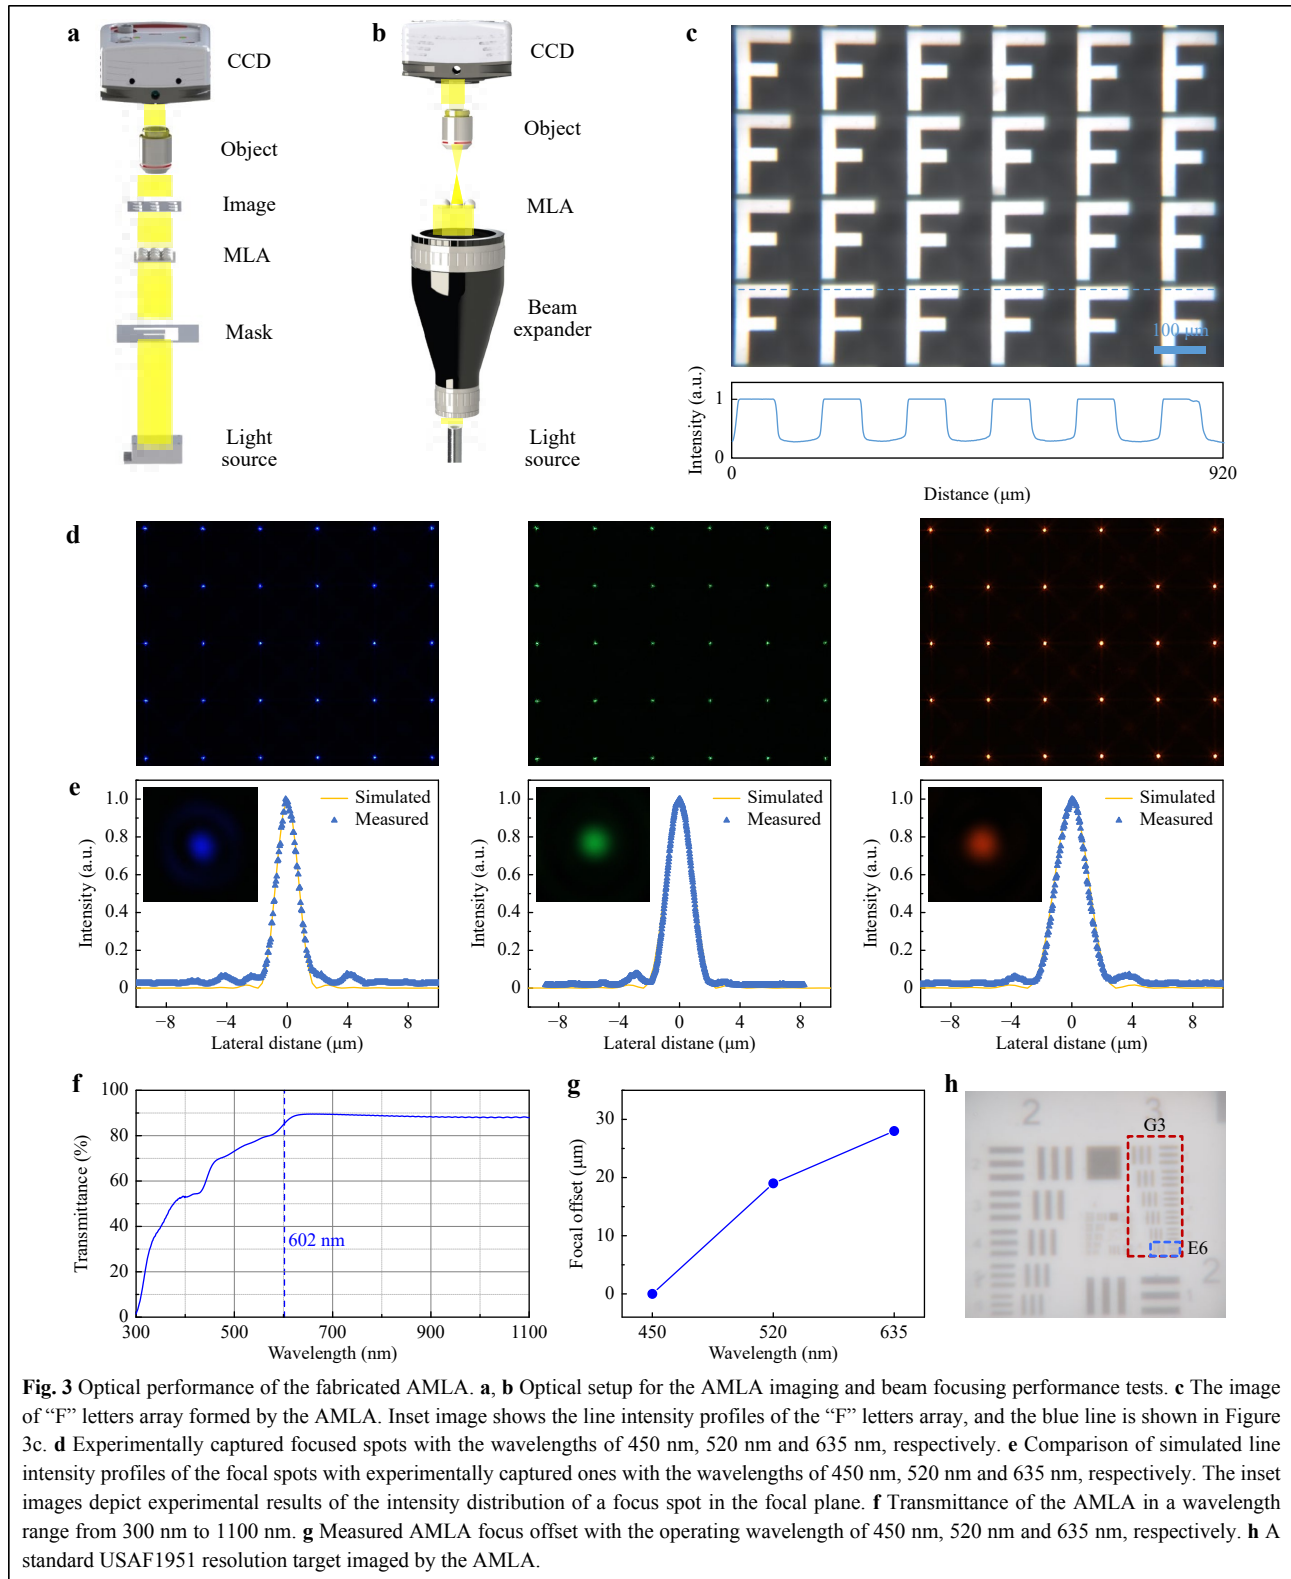 a
CCD
Object
Image
MLA
Mask
Light
source
b
CCD
Object
MLA
Beam
expander
Light
source
c
F F F F F F
F F F F F F
F F F F F F
F F F F F F
100 μm
Intensity (a.u.)
1
0
0
920
Distance (μm)
d
e
Intensity (a.u.)
1.0
0.8
0.6
0.4
0.2
0
Simulated
Measured
−8 −4 0 4 8
Lateral distane (μm)
Intensity (a.u.)
1.0
0.8
0.6
0.4
0.2
0
Simulated
Measured
−8 −4 0 4 8
Lateral distane (μm)
Intensity (a.u.)
1.0
0.8
0.6
0.4
0.2
0
Simulated
Measured
−8 −4 0 4 8
Lateral distane (μm)
f
Transmittance (%)
100
80
60
40
20
0
602 nm
300 500 700 900 1100
Wavelength (nm)
g
Focal offset (μm)
30
20
10
0
450 520 635
Wavelength (nm)
h
2
3
G3
E6
2
1
Fig. 3 Optical performance of the fabricated AMLA. a, b Optical setup for the AMLA imaging and beam focusing performance tests. c The image
of “F” letters array formed by the AMLA. Inset image shows the line intensity profiles of the “F” letters array, and the blue line is shown in Figure
3c. d Experimentally captured focused spots with the wavelengths of 450 nm, 520 nm and 635 nm, respectively. e Comparison of simulated line
intensity profiles of the focal spots with experimentally captured ones with the wavelengths of 450 nm, 520 nm and 635 nm, respectively. The inset
images depict experimental results of the intensity distribution of a focus spot in the focal plane. f Transmittance of the AMLA in a wavelength
range from 300 nm to 1100 nm. g Measured AMLA focus offset with the operating wavelength of 450 nm, 520 nm and 635 nm, respectively. h A
standard USAF1951 resolution target imaged by the AMLA.